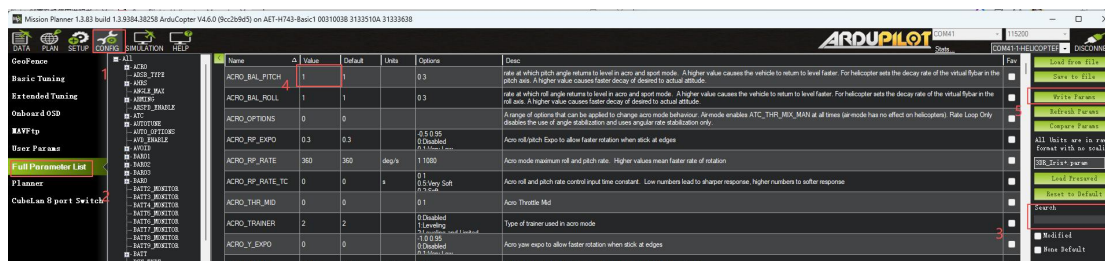 Mission Planner 1.3.83 build 1.3.9384.38258 ArduCopter V4.6.0 (9cc2b9d5) on AET-H743-Basic1 00310038 3133510A 31333638
DATA PLAN SETUP CONFIG SIMULATION HELP
ARDUPILOT
COM41 115200
Stats...
COM41-1-HELICOPTER DISCONNE
GeoFence
Basic Tuning
Extended Tuning
Onboard OSD
MAVFtp
User Params
Full Parameter List
Planner
CubeLan 8 port Switch
1
2
All
ACRO
ADSB_TYPE
AHRS
ANGLE_MAX
ARMING
ARSPD_ENABLE
ATC
AUTOTUNE
AUTO_OPTIONS
AVD_ENABLE
AVOID
BARO1
BARO2
BARO3
BARO
BATT2_MONITOR
BATT3_MONITOR
BATT4_MONITOR
BATT5_MONITOR
BATT6_MONITOR
BATT7_MONITOR
BATT8_MONITOR
BATT9_MONITOR
BATT
Name Value Default Units Options Desc Fav
ACRO_BAL_PITCH 4 1 1 0 3 rate at which pitch angle returns to level in acro and sport mode. A higher value causes the vehicle to return to level faster. For helicopter sets the decay rate of the virtual flybar in the
pitch axis. A higher value causes faster decay of desired to actual attitude.
ACRO_BAL_ROLL 1 1 0 3 rate at which roll angle returns to level in acro and sport mode. A higher value causes the vehicle to return to level faster. For helicopter sets the decay rate of the virtual flybar in the
roll axis. A higher value causes faster decay of desired to actual attitude.
ACRO_OPTIONS 0 0 A range of options that can be applied to change acro mode behaviour. Air-mode enables ATC_THR_MIX_MAN at all times (air-mode has no effect on helicopters). Rate Loop Only
disables the use of angle stabilization and uses angular rate stabilization only.
ACRO_RP_EXPO 0.3 0.3 -0.5 0.95
0:Disabled
Acro roll/pitch Expo to allow faster rotation when stick at edges
ACRO_RP_RATE 360 360 deg/s 1 1080 Acro mode maximum roll and pitch rate. Higher values mean faster rate of rotation
ACRO_RP_RATE_TC 0 0 s 0 1
0.5:Very Soft
Acro roll and pitch rate control input time constant. Low numbers lead to sharper response, higher numbers to softer response
ACRO_THR_MID 0 0 0 1 Acro Throttle Mid
ACRO_TRAINER 2 2 0:Disabled
1:Leveling
Type of trainer used in acro mode
ACRO_Y_EXPO 0 0 -1.0 0.95
0:Disabled
Acro yaw expo to allow faster rotation when stick at edges
Load from file
Save to file
Write Params
5
Refresh Params
Compare Params
All Units are in raw
format with no scali
3DR_Iris+.param
Load Presaved
Reset to Default
Search
3
Modified
None Default